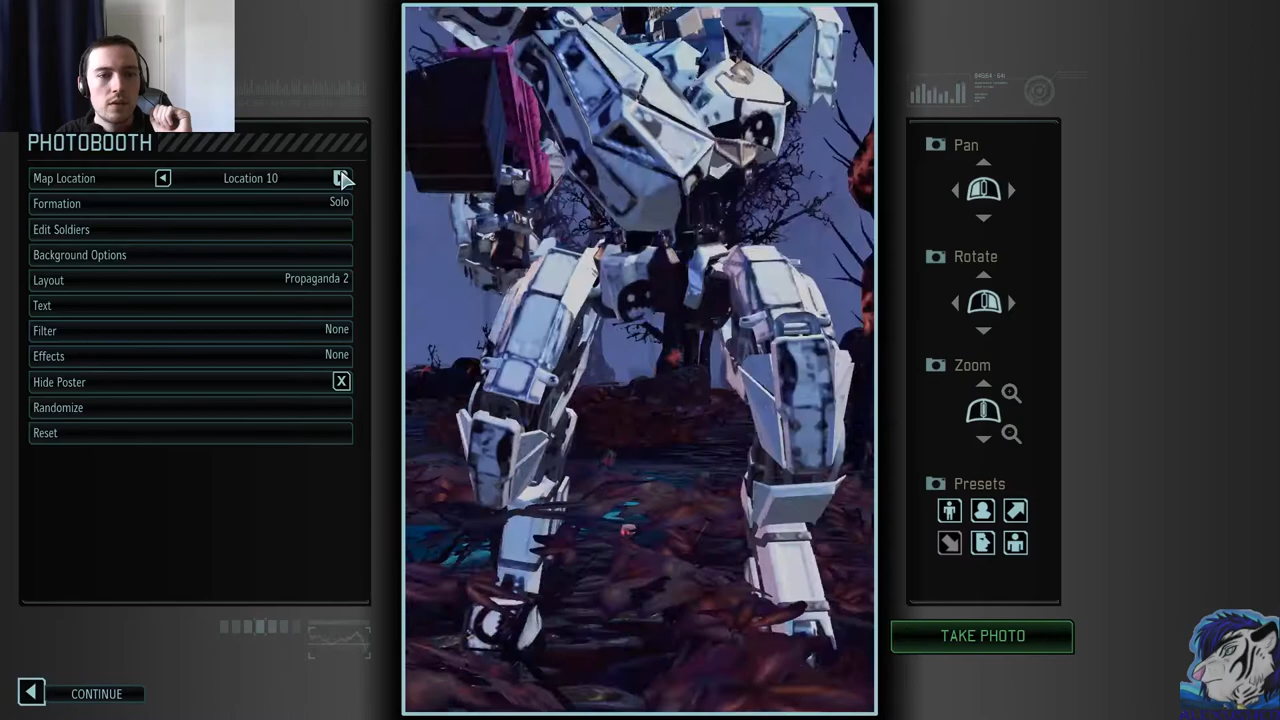 PHOTOBOOTH
Map Location Location 10
Formation Solo
Edit Soldiers
Background Options
Layout Propaganda 2
Text
Filter None
Effects None
Hide Poster X
Randomize
Reset
CONTINUE
Pan
Rotate
Zoom
Presets
TAKE PHOTO